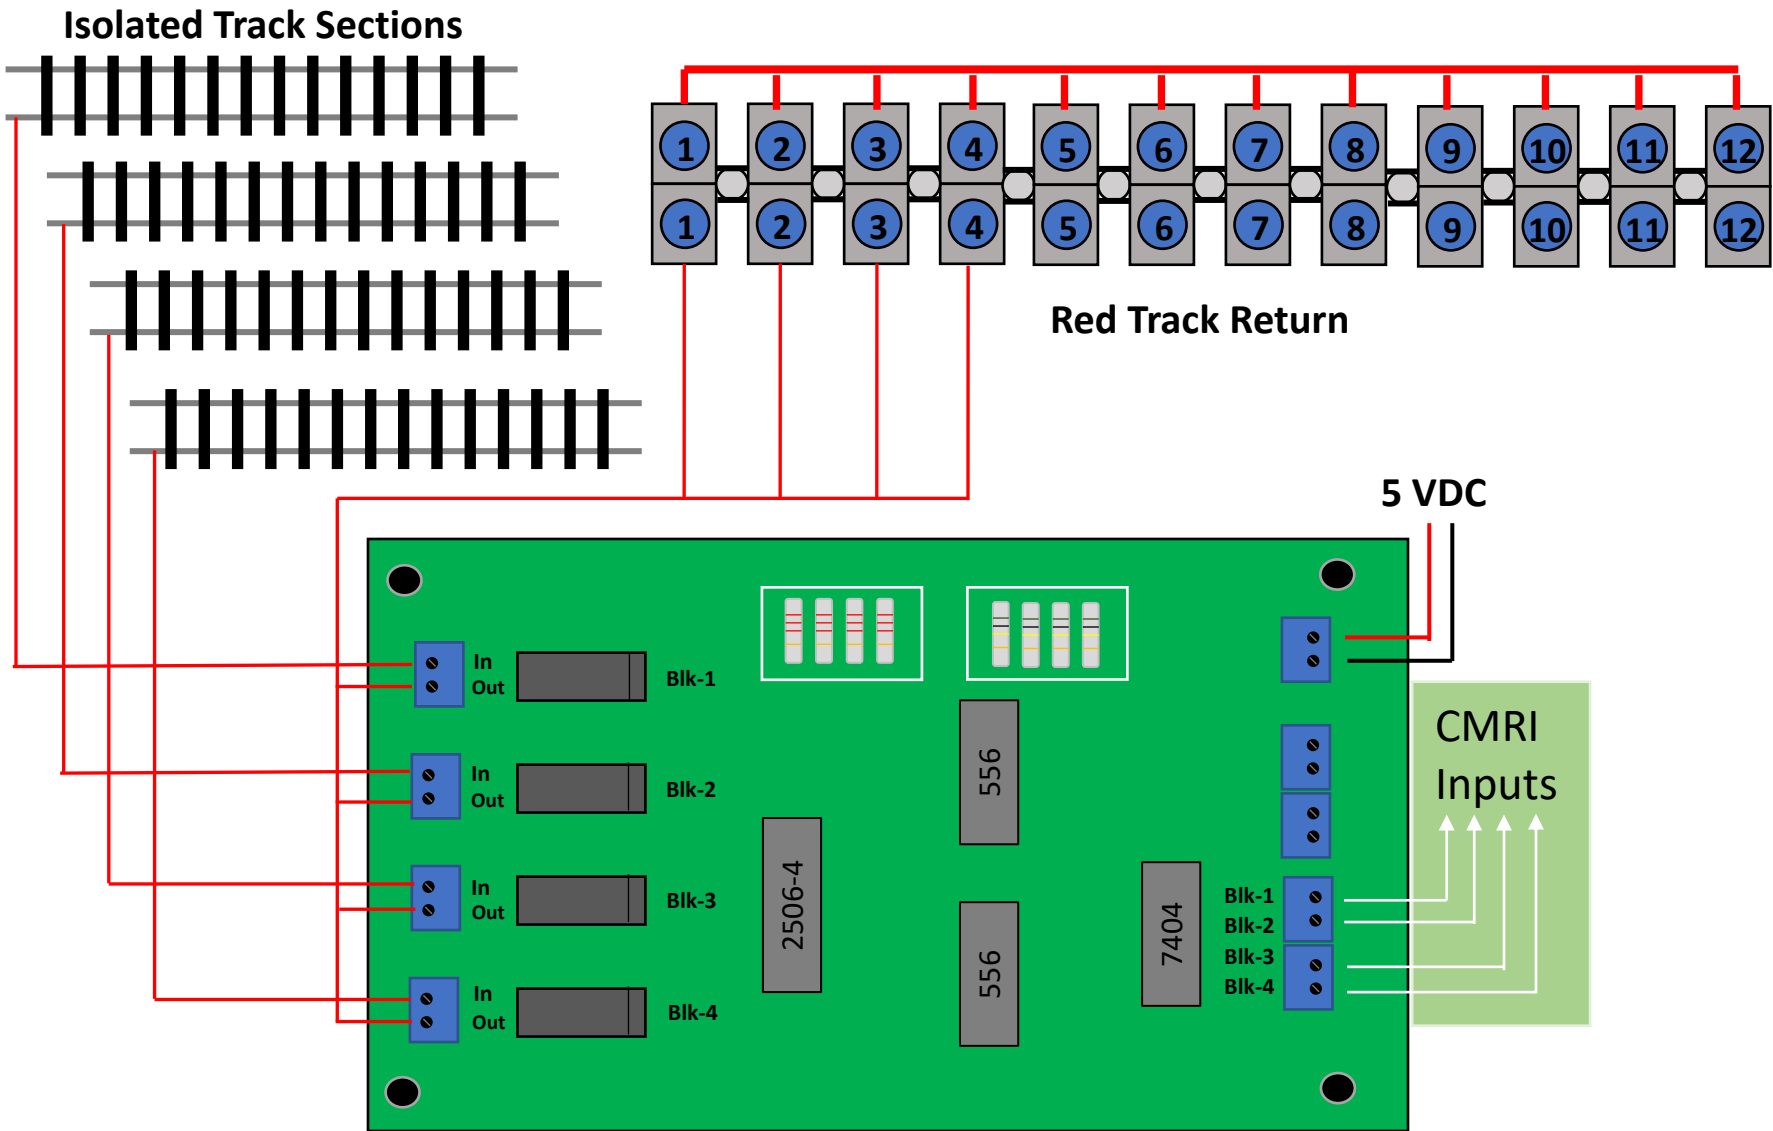 Isolated Track Sections
1 2 3 4 5 6 7 8 9 10 11 12
1 2 3 4 5 6 7 8 9 10 11 12
Red Track Return
5 VDC
In
Out
Blk-1
In
Out
Blk-2
In
Out
Blk-3
In
Out
Blk-4
2506-4
556
556
7404
Blk-1
Blk-2
Blk-3
Blk-4
CMRI
Inputs